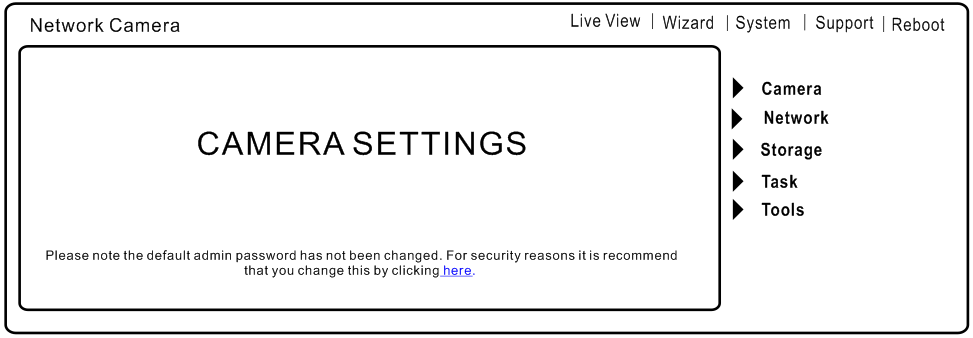 Network Camera
Live View | Wizard | System | Support | Reboot
CAMERA SETTINGS
Please note the default admin password has not been changed. For security reasons it is recommend
that you change this by clicking here.
Camera
Network
Storage
Task
Tools